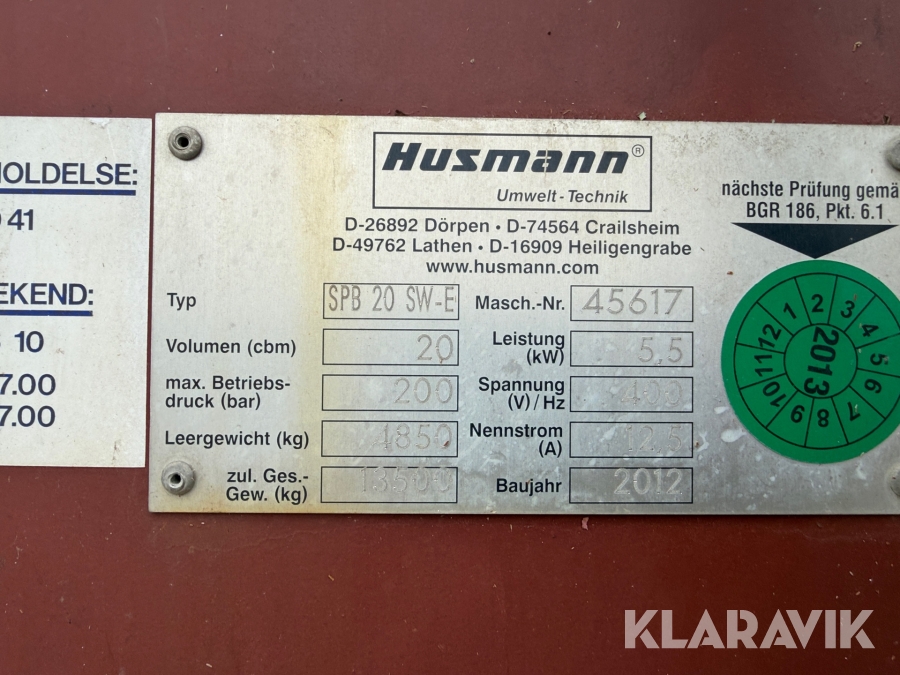 HOLDELSE:
41
EKEND:
10
7.00
7.00
Husmann®
Umwelt-Technik
D-26892 Dörpen • D-74564 Crailsheim
D-49762 Lathen • D-16909 Heiligengrabe
www.husmann.com
Typ SPB 20 SW-E Masch.-Nr. 45617
Volumen (cbm) 20 Leistung (kW) 5,5
max. Betriebs-
druck (bar) 200 Spannung (V)/Hz 400
Leergewicht (kg) 4850 Nennstrom (A) 12,5
zul. Ges.-
Gew. (kg) 13500 Baujahr 2012
nächste Prüfung gemä
BGR 186, Pkt. 6.1
1 2 3 4 5 6 7 8 9 10 11 12
2013
KLARAVIK